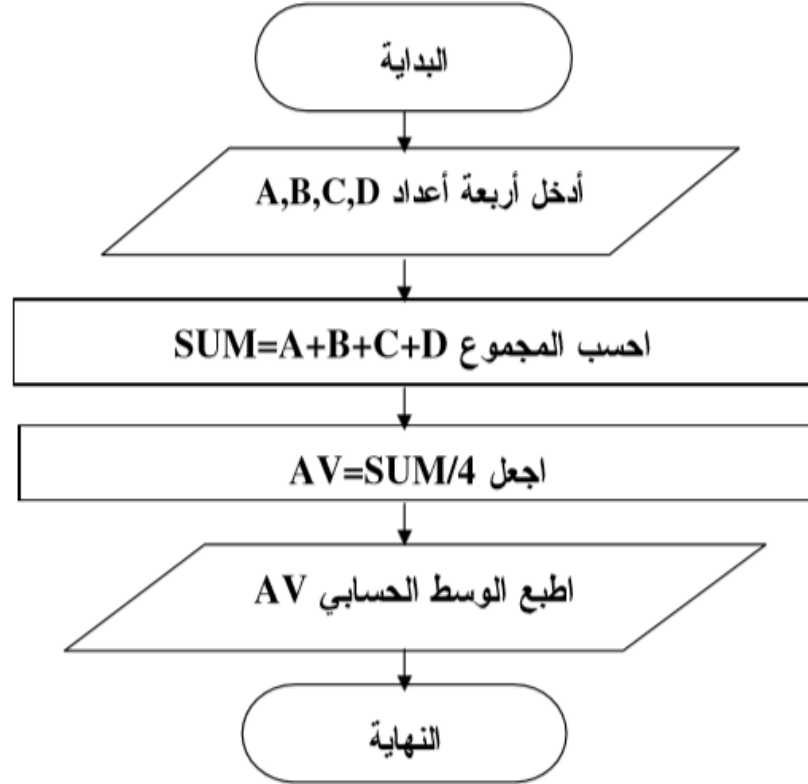 البداية
أدخل أربعة أعداد A,B,C,D
احسب المجموع SUM=A+B+C+D
اجعل AV=SUM/4
اطبع الوسط الحسابي AV
النهاية